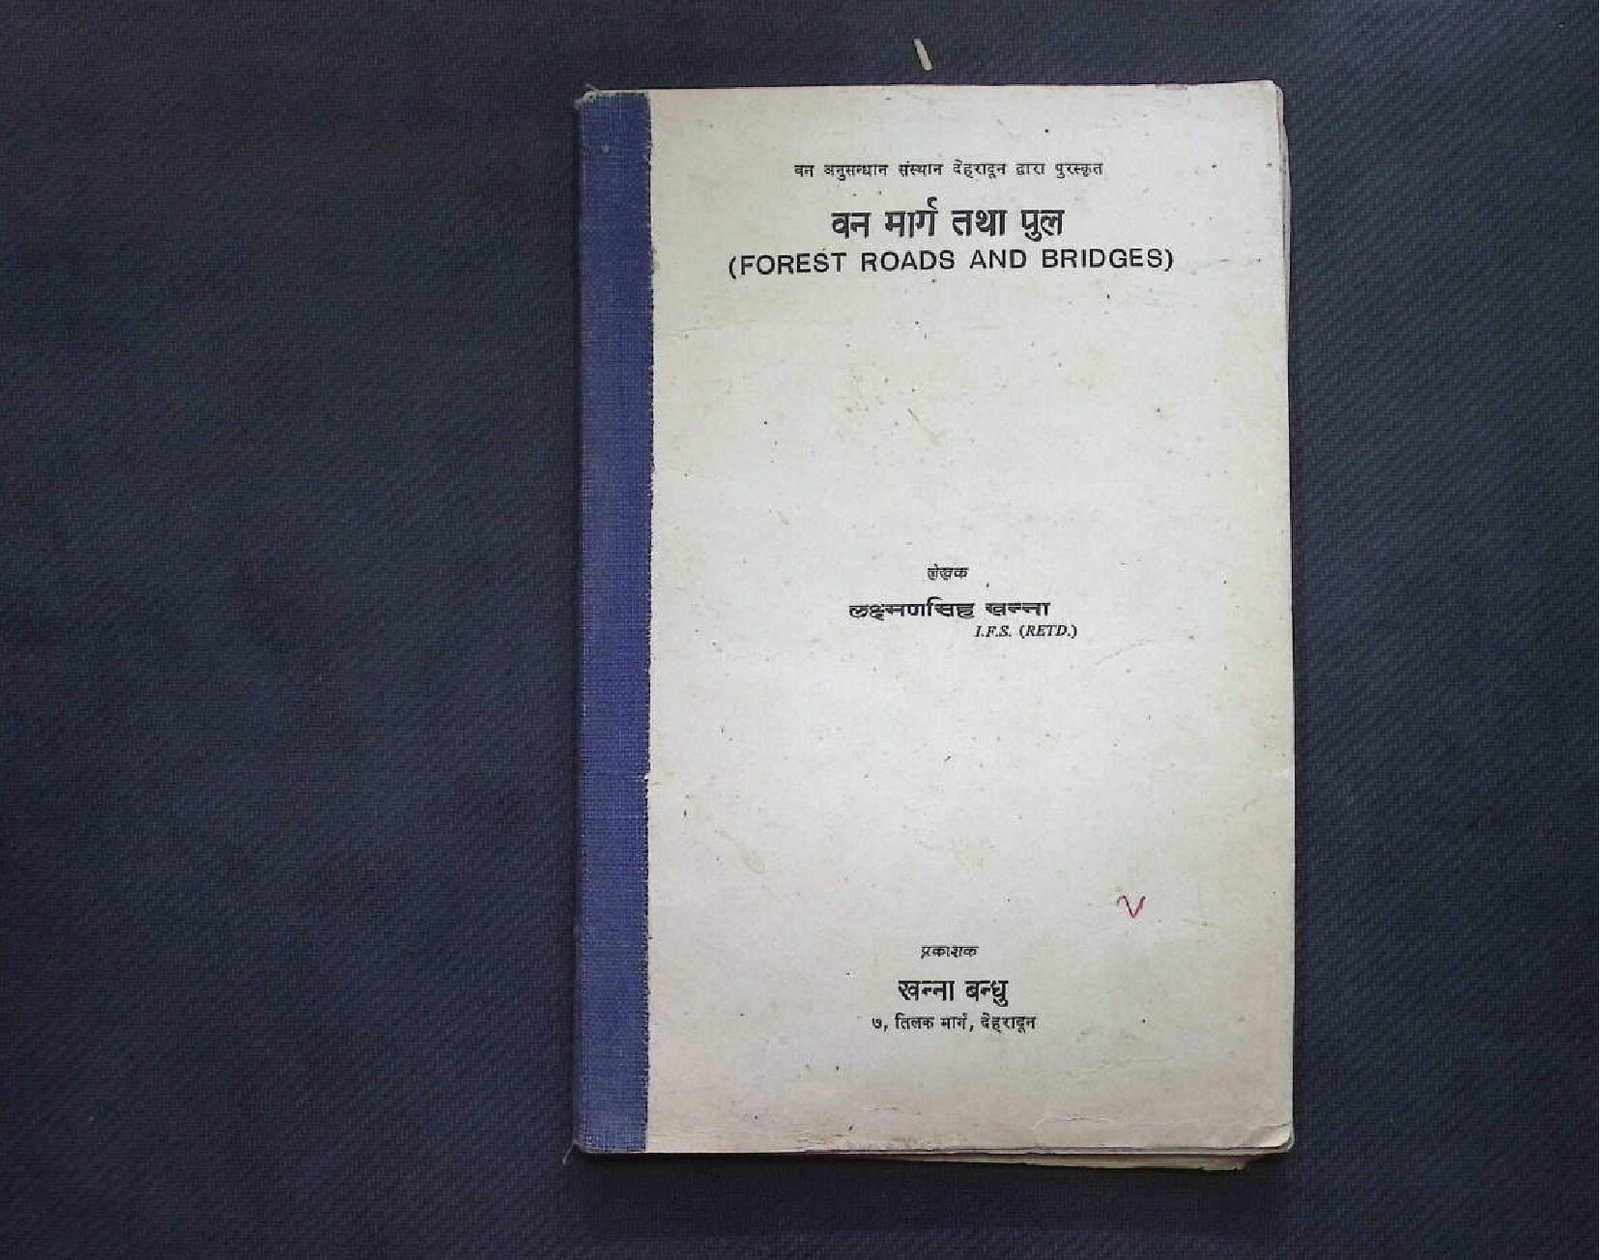 वन अनुसन्धान संस्थान देहरादून द्वारा पुरस्कृत
वन मार्ग तथा पुल
(FOREST ROADS AND BRIDGES)
लेखक
लक्ष्मणसिंह खन्ना
I.F.S. (RETD.)
प्रकाशक
खन्ना बन्धु
७, तिलक मार्ग, देहरादून